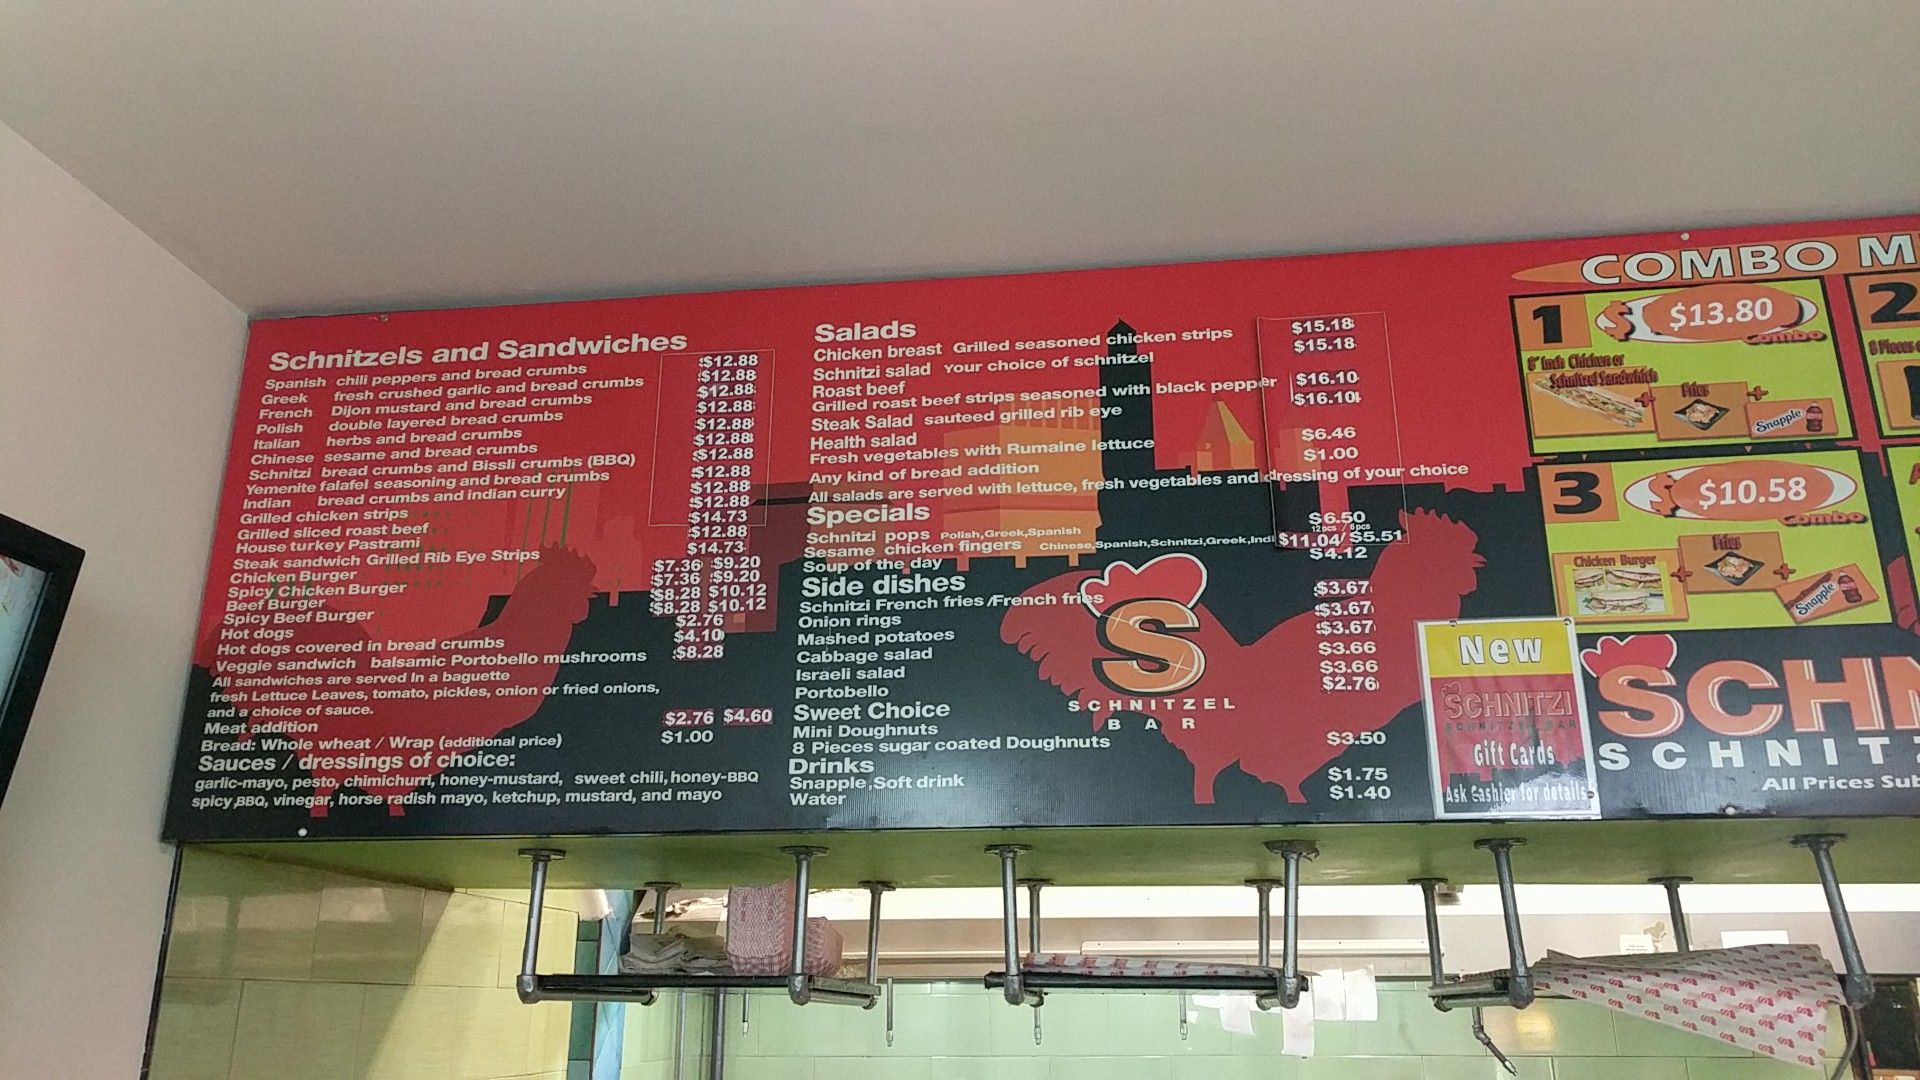 Schnitzels and Sandwiches
Spanish chili peppers and bread crumbs $12.88
Greek fresh crushed garlic and bread crumbs $12.88
French Dijon mustard and bread crumbs $12.88
Polish double layered bread crumbs $12.88
Italian herbs and bread crumbs $12.88
Chinese sesame and bread crumbs $12.88
Schnitzi bread crumbs and Bissli crumbs (BBQ) $12.88
Yemenite falafel seasoning and bread crumbs $12.88
Indian bread crumbs and indian curry $12.88
Grilled chicken strips $12.88
Grilled sliced roast beef $14.73
House turkey Pastrami $12.88
Steak sandwich Grilled Rib Eye Strips $14.73
Chicken Burger $7.36 $9.20
Spicy Chicken Burger $7.36 $9.20
Beef Burger $8.28 $10.12
Spicy Beef Burger $8.28 $10.12
Hot dogs $2.76
Hot dogs covered in bread crumbs $4.10
Veggie sandwich balsamic Portobello mushrooms $8.28
All sandwiches are served In a baguette
fresh Lettuce Leaves, tomato, pickles, onion or fried onions,
and a choice of sauce.
Meat addition $2.76 $4.60
Bread: Whole wheat / Wrap (additional price) $1.00
Sauces / dressings of choice:
garlic-mayo, pesto, chimichurri, honey-mustard, sweet chili, honey-BBQ
spicy,BBQ, vinegar, horse radish mayo, ketchup, mustard, and mayo
Salads
Chicken breast Grilled seasoned chicken strips $15.18
Schnitzi salad Your choice of schnitzel $15.18
Roast beef
Grilled roast beef strips seasoned with black pepper $16.10
Steak Salad sauteed grilled rib eye $16.10
Health salad
Fresh vegetables with Rumaine lettuce $6.46
Any kind of bread addition $1.00
All salads are served with lettuce, fresh vegetables and dressing of your choice
Specials
Schnitzi pops Polish,Greek,Spanish $6.50
12 pcs / 6 pcs
Sesame chicken fingers Chinese,Spanish,Schnitzi,Greek,Indi $11.04/ $5.51
Soup of the day $4.12
Side dishes
Schnitzi French fries /French fries $3.67
Onion rings $3.67
Mashed potatoes $3.67
Cabbage salad $3.66
Israeli salad $3.66
Portobello $2.76
Sweet Choice
Mini Doughnuts
8 Pieces sugar coated Doughnuts $3.50
Drinks
Snapple,Soft drink $1.75
Water $1.40
S
SCHNITZEL
BAR
COMBO M
1 $ $13.80 Combo
8" Inch Chicken or
Schnitzel Sandwhich
+ Fries + Snapple
2
8 Pieces
3 $ $10.58 Combo
Chicken Burger + Fries + Snapple
New
SCHNITZI
SCHNITZEL BAR
Gift Cards
Ask Cashier for details
SCHN
SCHNITZ
All Prices Sub